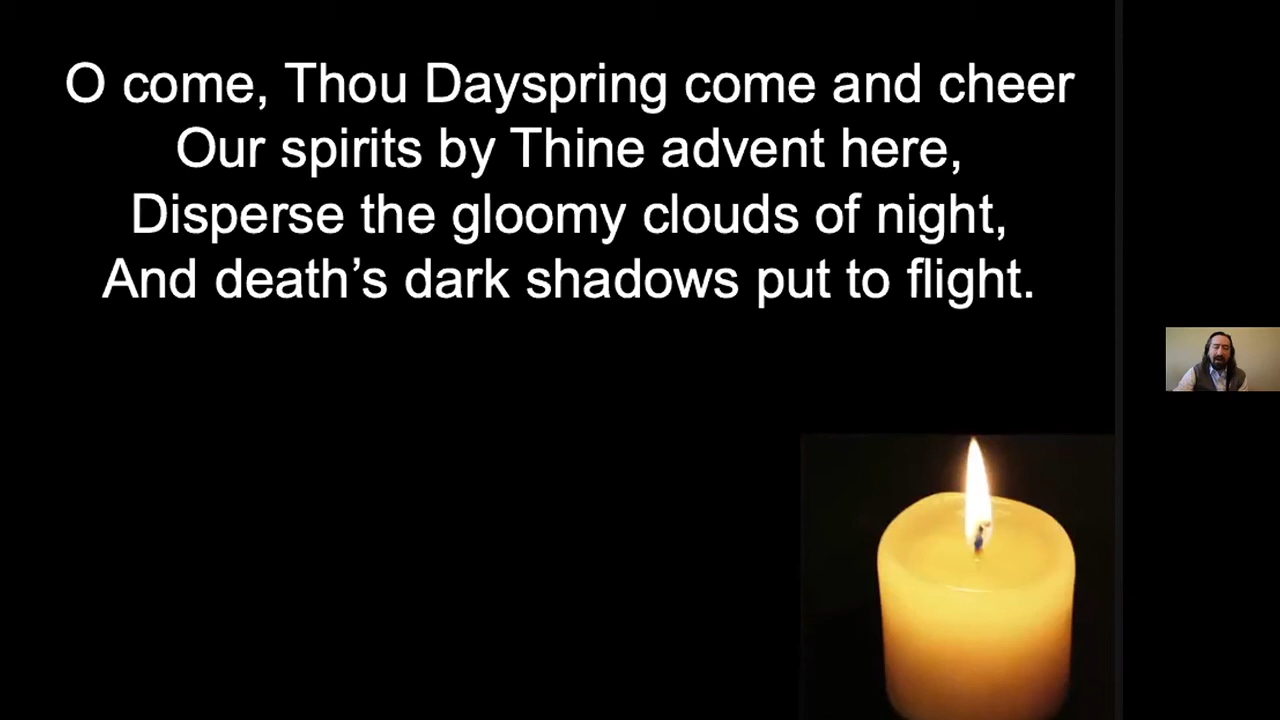 O come, Thou Dayspring come and cheer
Our spirits by Thine advent here,
Disperse the gloomy clouds of night,
And death’s dark shadows put to flight.